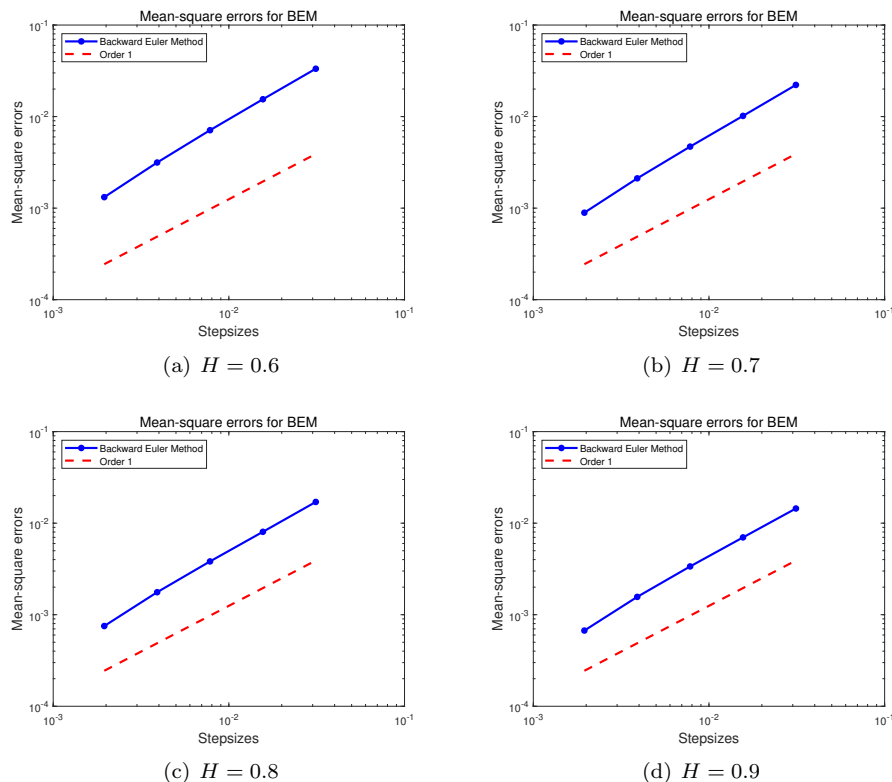 Mean-square errors for BEM
10^-1
Backward Euler Method
Order 1
10^-2
10^-3
10^-4
Mean-square errors
10^-3
10^-2
10^-1
Stepsizes
(a) H = 0.6
Mean-square errors for BEM
10^-1
Backward Euler Method
Order 1
10^-2
10^-3
10^-4
Mean-square errors
10^-3
10^-2
10^-1
Stepsizes
(b) H = 0.7
Mean-square errors for BEM
10^-1
Backward Euler Method
Order 1
10^-2
10^-3
10^-4
Mean-square errors
10^-3
10^-2
10^-1
Stepsizes
(c) H = 0.8
Mean-square errors for BEM
10^-1
Backward Euler Method
Order 1
10^-2
10^-3
10^-4
Mean-square errors
10^-3
10^-2
10^-1
Stepsizes
(d) H = 0.9